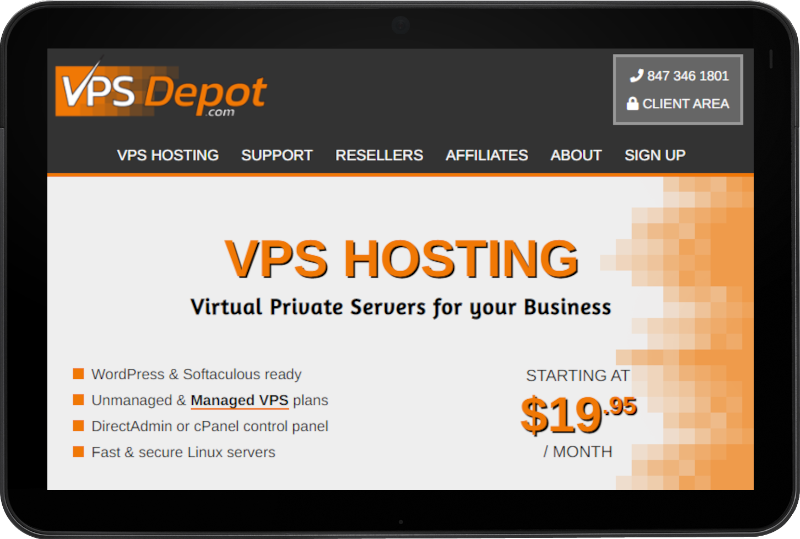 VPS Depot
.com
847 346 1801
CLIENT AREA
VPS HOSTING SUPPORT RESELLERS AFFILIATES ABOUT SIGN UP
VPS HOSTING
Virtual Private Servers for your Business
WordPress & Softaculous ready
Unmanaged & Managed VPS plans
DirectAdmin or cPanel control panel
Fast & secure Linux servers
STARTING AT
$19.95
/ MONTH